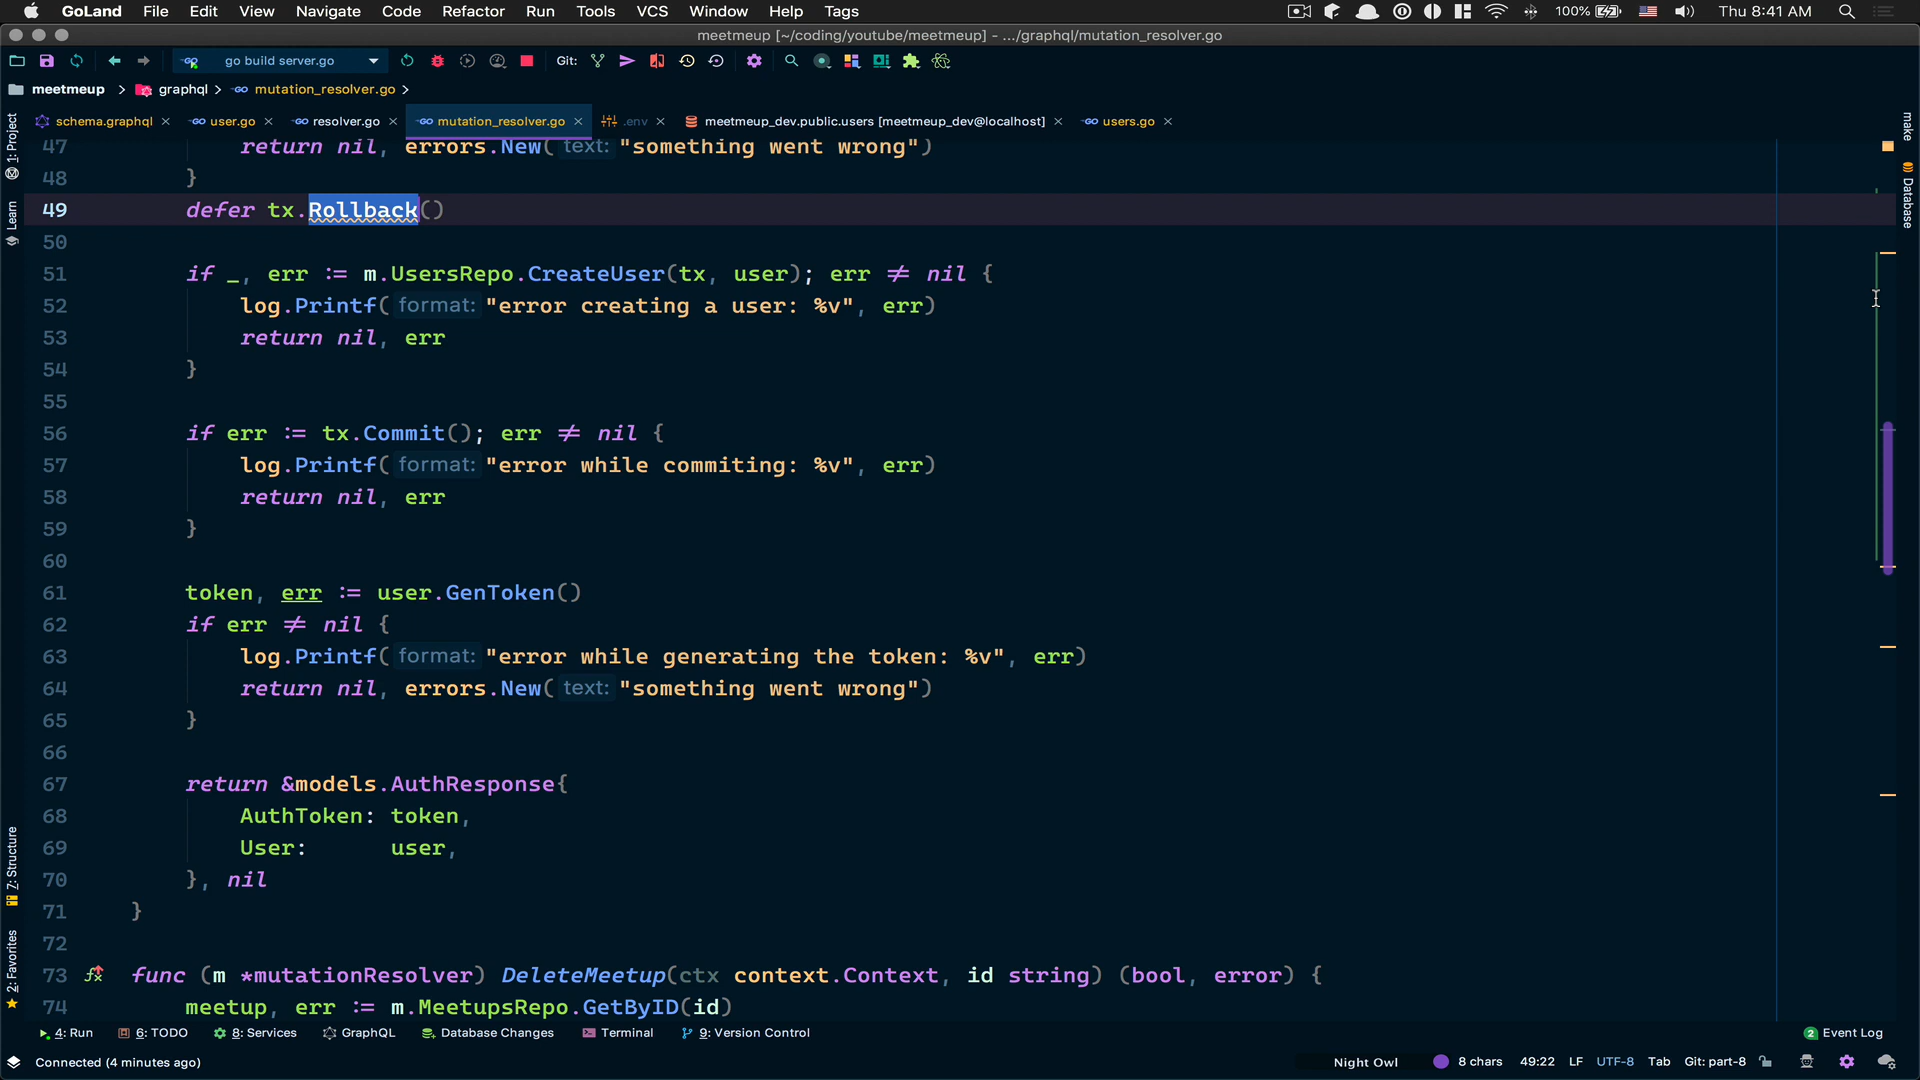 GoLand File Edit View Navigate Code Refactor Run Tools VCS Window Help Tags 100% Thu 8:41 AM
meetmeup [~/coding/youtube/meetmeup] - .../graphql/mutation_resolver.go
go build server.go Git:
meetmeup graphql mutation_resolver.go
schema.graphql user.go resolver.go mutation_resolver.go .env meetmeup_dev.public.users [meetmeup_dev@localhost] users.go
1: Project
Learn
7: Structure
2: Favorites
make
Database
47 return nil, errors.New( text: "something went wrong")
48 }
49 defer tx.Rollback()
50
51 if _, err := m.UsersRepo.CreateUser(tx, user); err ≠ nil {
52 log.Printf( format: "error creating a user: %v", err)
53 return nil, err
54 }
55
56 if err := tx.Commit(); err ≠ nil {
57 log.Printf( format: "error while commiting: %v", err)
58 return nil, err
59 }
60
61 token, err := user.GenToken()
62 if err ≠ nil {
63 log.Printf( format: "error while generating the token: %v", err)
64 return nil, errors.New( text: "something went wrong")
65 }
66
67 return &models.AuthResponse{
68 AuthToken: token,
69 User: user,
70 }, nil
71 }
72
73 func (m *mutationResolver) DeleteMeetup(ctx context.Context, id string) (bool, error) {
74 meetup, err := m.MeetupsRepo.GetByID(id)
4: Run 6: TODO 8: Services GraphQL Database Changes Terminal 9: Version Control 2 Event Log
Connected (4 minutes ago) Night Owl 8 chars 49:22 LF UTF-8 Tab Git: part-8